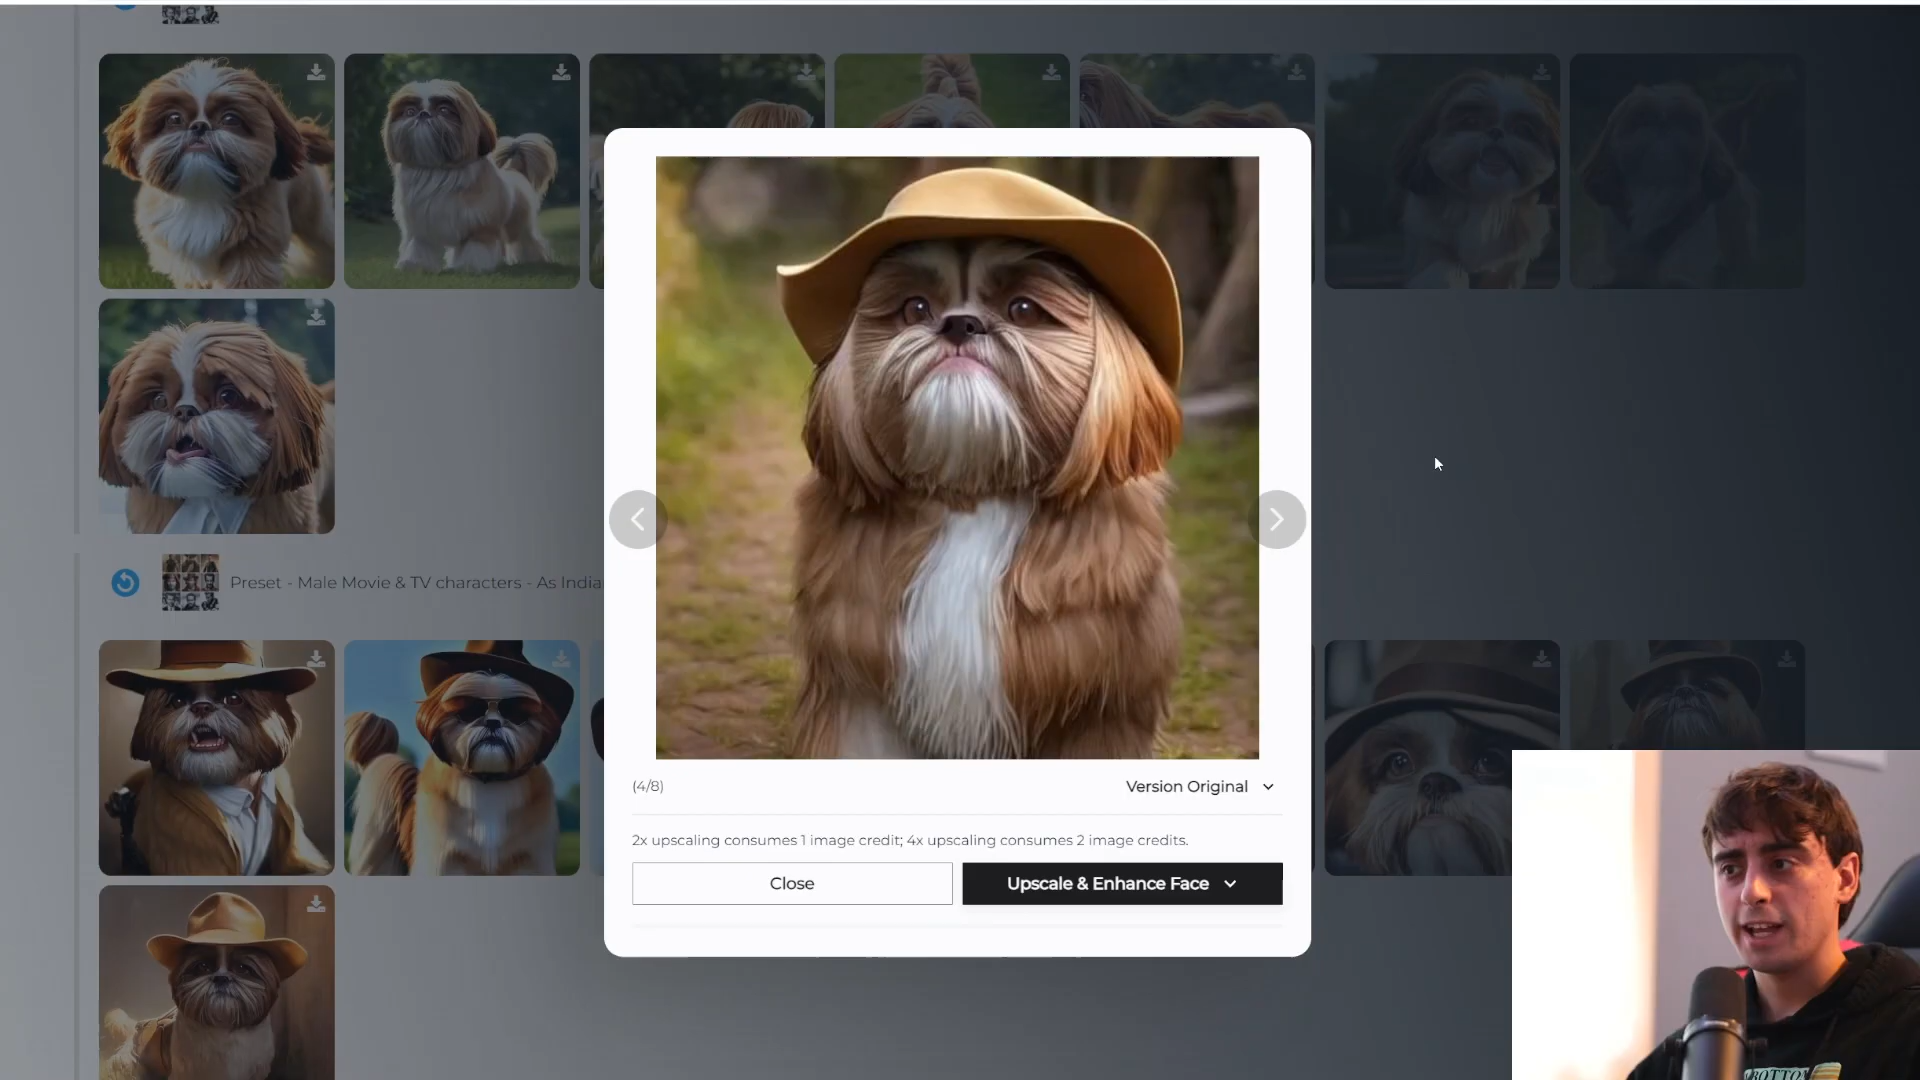 Preset - Male Movie & TV characters - As India
(4/8)
Version Original
2x upscaling consumes 1 image credit; 4x upscaling consumes 2 image credits.
Close
Upscale & Enhance Face
BOTTOM